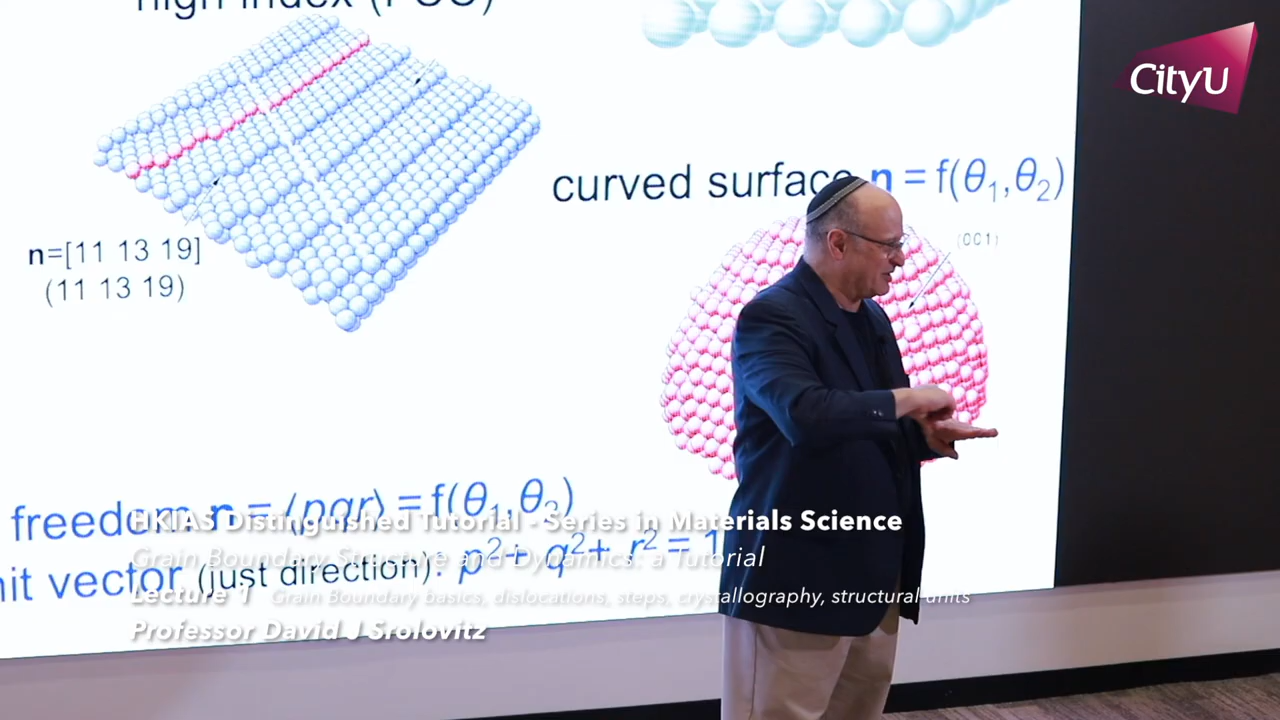 high index (FCC)
CityU
curved surface n = f(θ1,θ2)
(001)
n=[11 13 19]
(11 13 19)
freedom n = ⟨pqr⟩ = f(θ1,θ2)
unit vector (just direction): p²+ q²+ r² = 1
HKIAS Distinguished Tutorial - Series in Materials Science
Grain Boundary Structure and Dynamics: a Tutorial
Lecture 1 Grain Boundary basics, dislocations, steps, crystallography, structural units
Professor David J Srolovitz